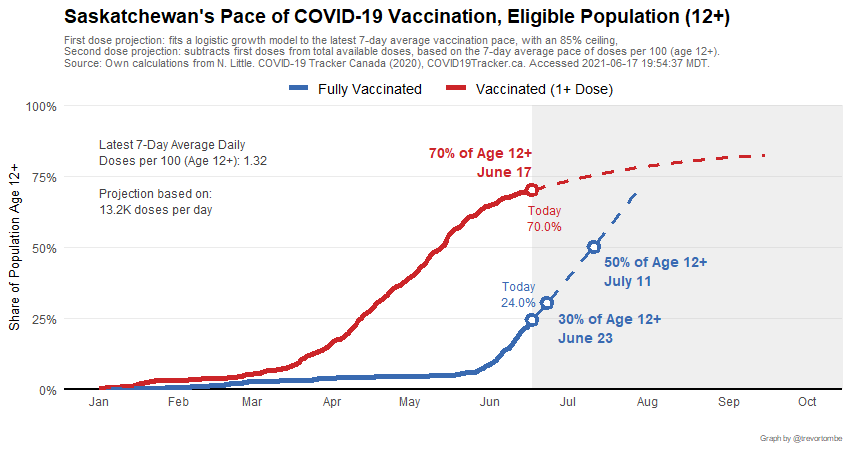 Saskatchewan's Pace of COVID-19 Vaccination, Eligible Population (12+)
First dose projection: fits a logistic growth model to the latest 7-day average vaccination pace, with an 85% ceiling,
Second dose projection: subtracts first doses from total available doses, based on the 7-day average pace of doses per 100 (age 12+).
Source: Own calculations from N. Little. COVID-19 Tracker Canada (2020), COVID19Tracker.ca. Accessed 2021-06-17 19:54:37 MDT.
Fully Vaccinated
Vaccinated (1+ Dose)
Share of Population Age 12+
100%
75%
50%
25%
0%
Latest 7-Day Average Daily
Doses per 100 (Age 12+): 1.32
Projection based on:
13.2K doses per day
70% of Age 12+
June 17
Today
70.0%
50% of Age 12+
July 11
Today
24.0%
30% of Age 12+
June 23
Jan
Feb
Mar
Apr
May
Jun
Jul
Aug
Sep
Oct
Graph by @trevortombe